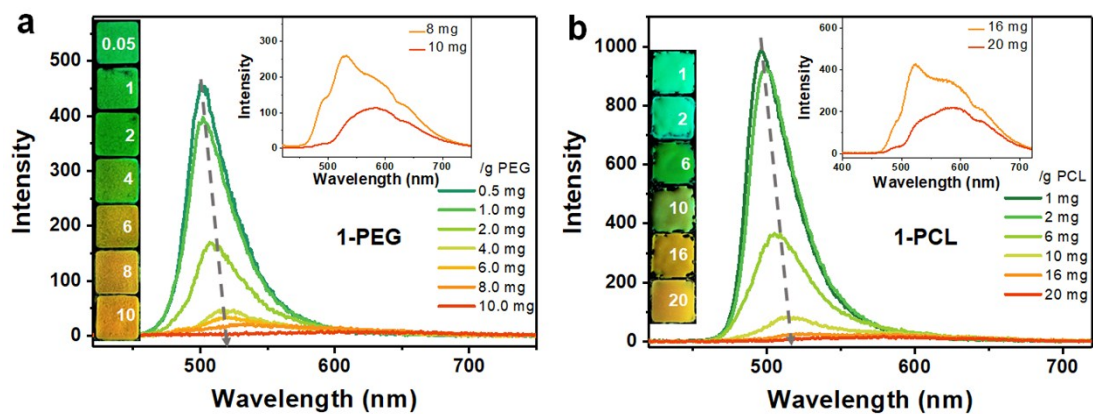 a
0.05
1
2
4
6
8
10
500
400
300
200
100
0
Intensity
500
600
700
Wavelength (nm)
1-PEG
/g PEG
0.5 mg
1.0 mg
2.0 mg
4.0 mg
6.0 mg
8.0 mg
10.0 mg
8 mg
10 mg
300
200
100
0
Intensity
500
600
700
Wavelength (nm)
b
1
2
6
10
16
20
1000
800
600
400
200
0
Intensity
500
600
700
Wavelength (nm)
1-PCL
/g PCL
1 mg
2 mg
6 mg
10 mg
16 mg
20 mg
16 mg
20 mg
600
400
200
0
Intensity
400
500
600
700
Wavelength (nm)